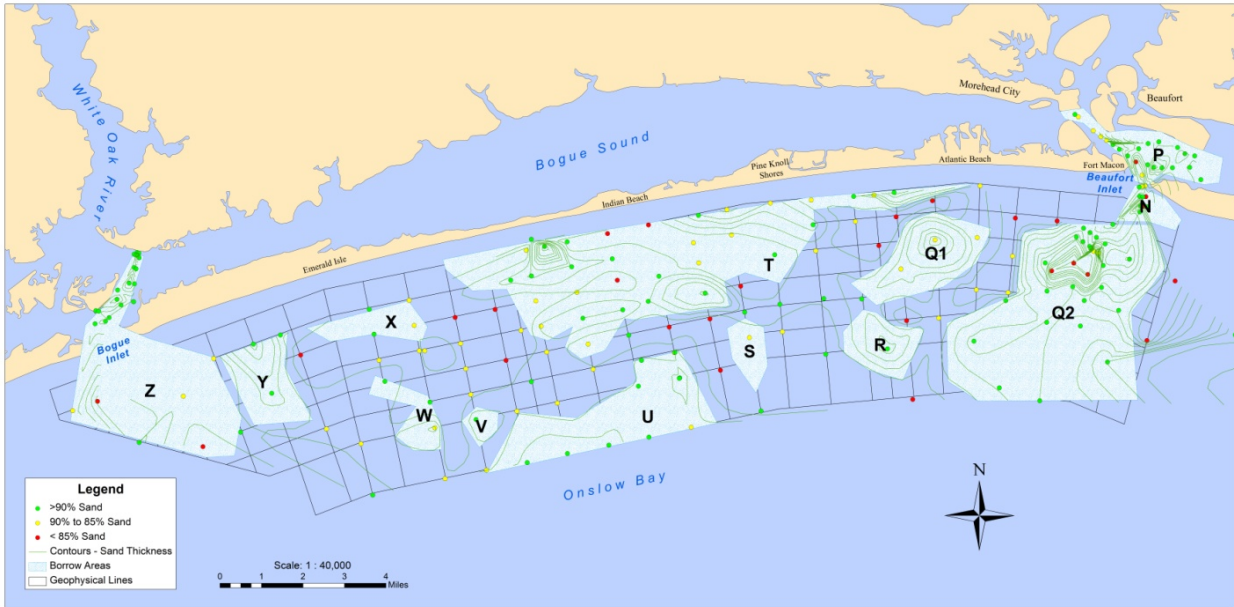 Morehead City
Beaufort
White Oak River
Bogue Sound
P
Pine Knoll
Shores
Atlantic Beach
Fort Macon
Beaufort
Inlet
Indian Beach
N
Emerald Isle
Q1
T
Q2
X
S
R
Bogue
Inlet
Z
Y
W
V
U
Onslow Bay
N
Legend
>90% Sand
90% to 85% Sand
< 85% Sand
Contours - Sand Thickness
Borrow Areas
Geophysical Lines
Scale: 1 : 40,000
0 1 2 3 4
Miles